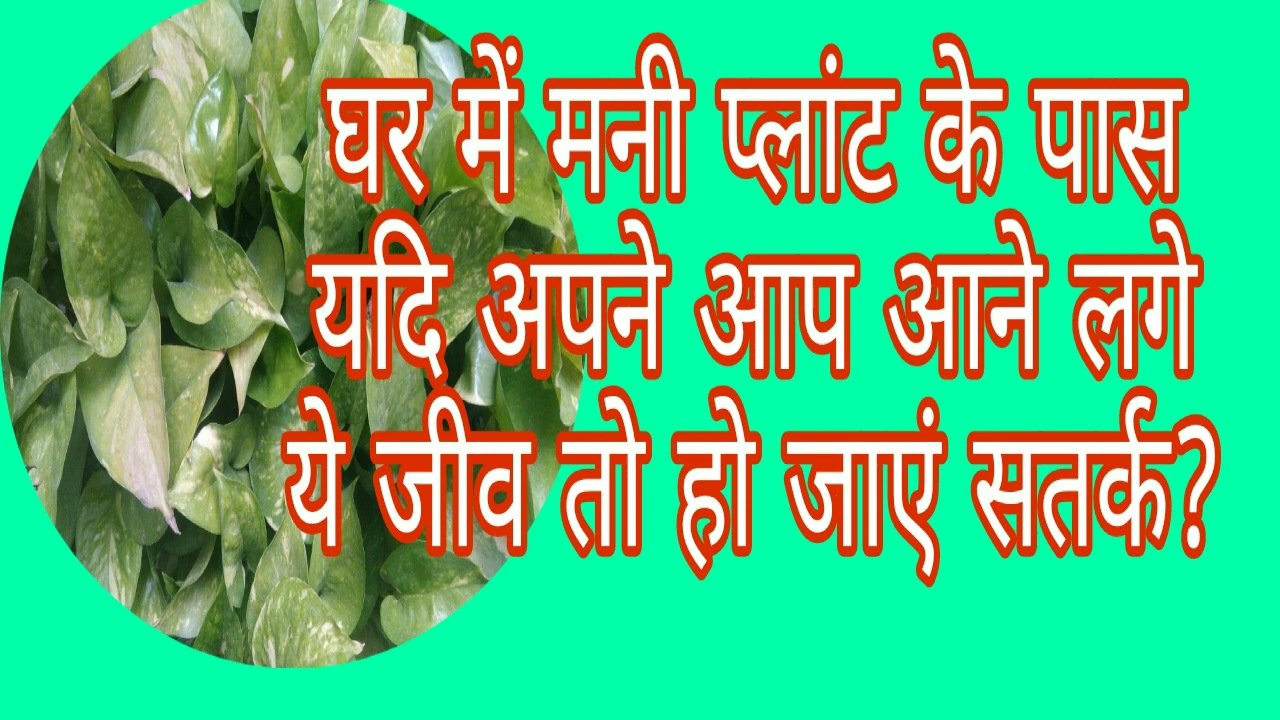 घर में मनी प्लांट के पास
यदि अपने आप आने लगे
ये जीव तो हो जाएं सतर्क?